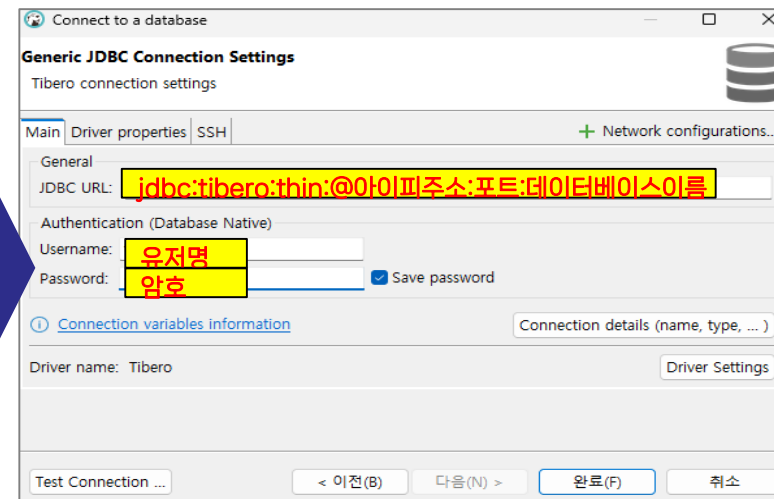 Connect to a database
Generic JDBC Connection Settings
Tibero connection settings
Main Driver properties SSH + Network configurations..
General
JDBC URL: jdbc:tibero:thin:@아이피주소:포트:데이터베이스이름
Authentication (Database Native)
Username: 유저명
Password: 암호 Save password
Connection variables information Connection details (name, type, ... )
Driver name: Tibero Driver Settings
Test Connection ... < 이전(B) 다음(N) > 완료(F) 취소